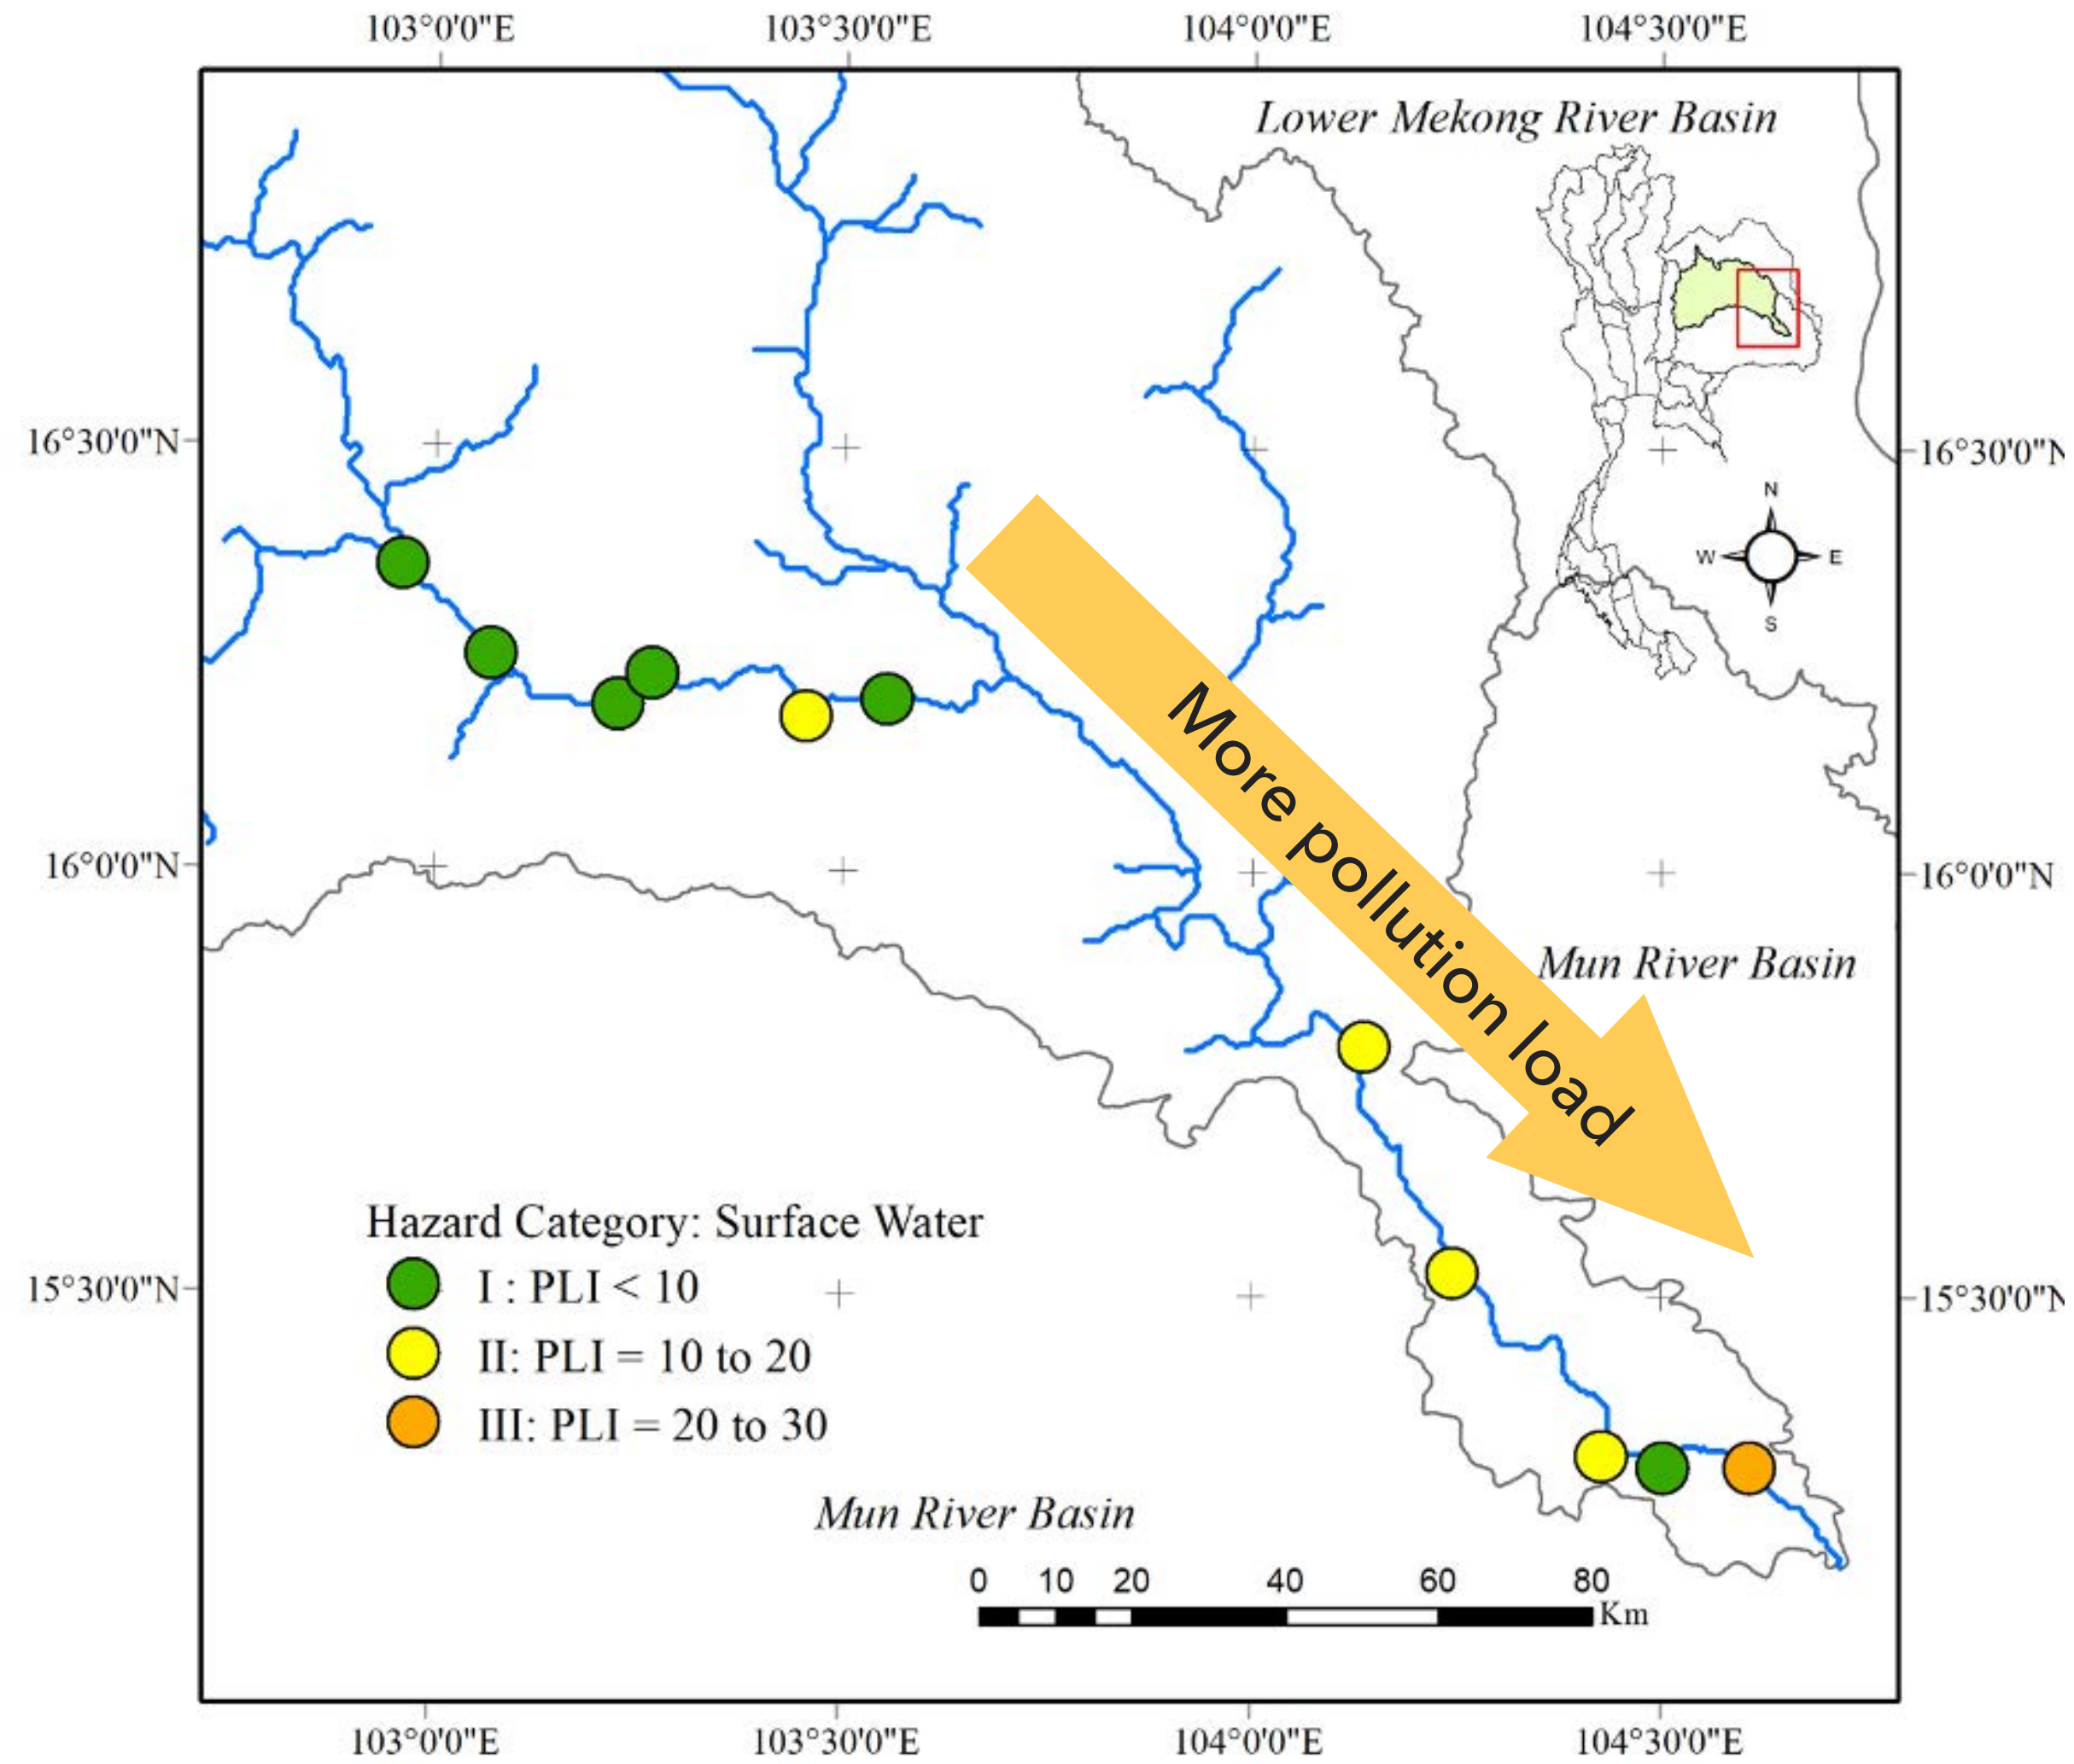 103°0'0"E
103°30'0"E
104°0'0"E
104°30'0"E
Lower Mekong River Basin
16°30'0"N
16°30'0"N
N
W
E
S
More pollution load
16°0'0"N
16°0'0"N
Mun River Basin
Hazard Category: Surface Water
I : PLI < 10
II: PLI = 10 to 20
III: PLI = 20 to 30
15°30'0"N
15°30'0"N
Mun River Basin
0 10 20 40 60 80
Km
103°0'0"E
103°30'0"E
104°0'0"E
104°30'0"E